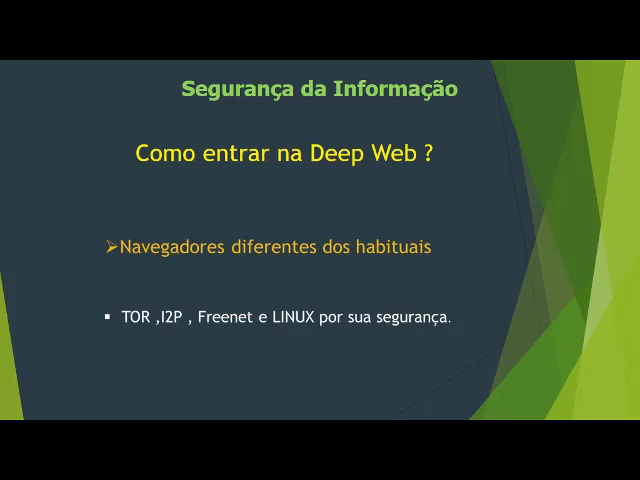 Segurança da Informação
Como entrar na Deep Web ?
➢Navegadores diferentes dos habituais
▪ TOR ,I2P , Freenet e LINUX por sua segurança.